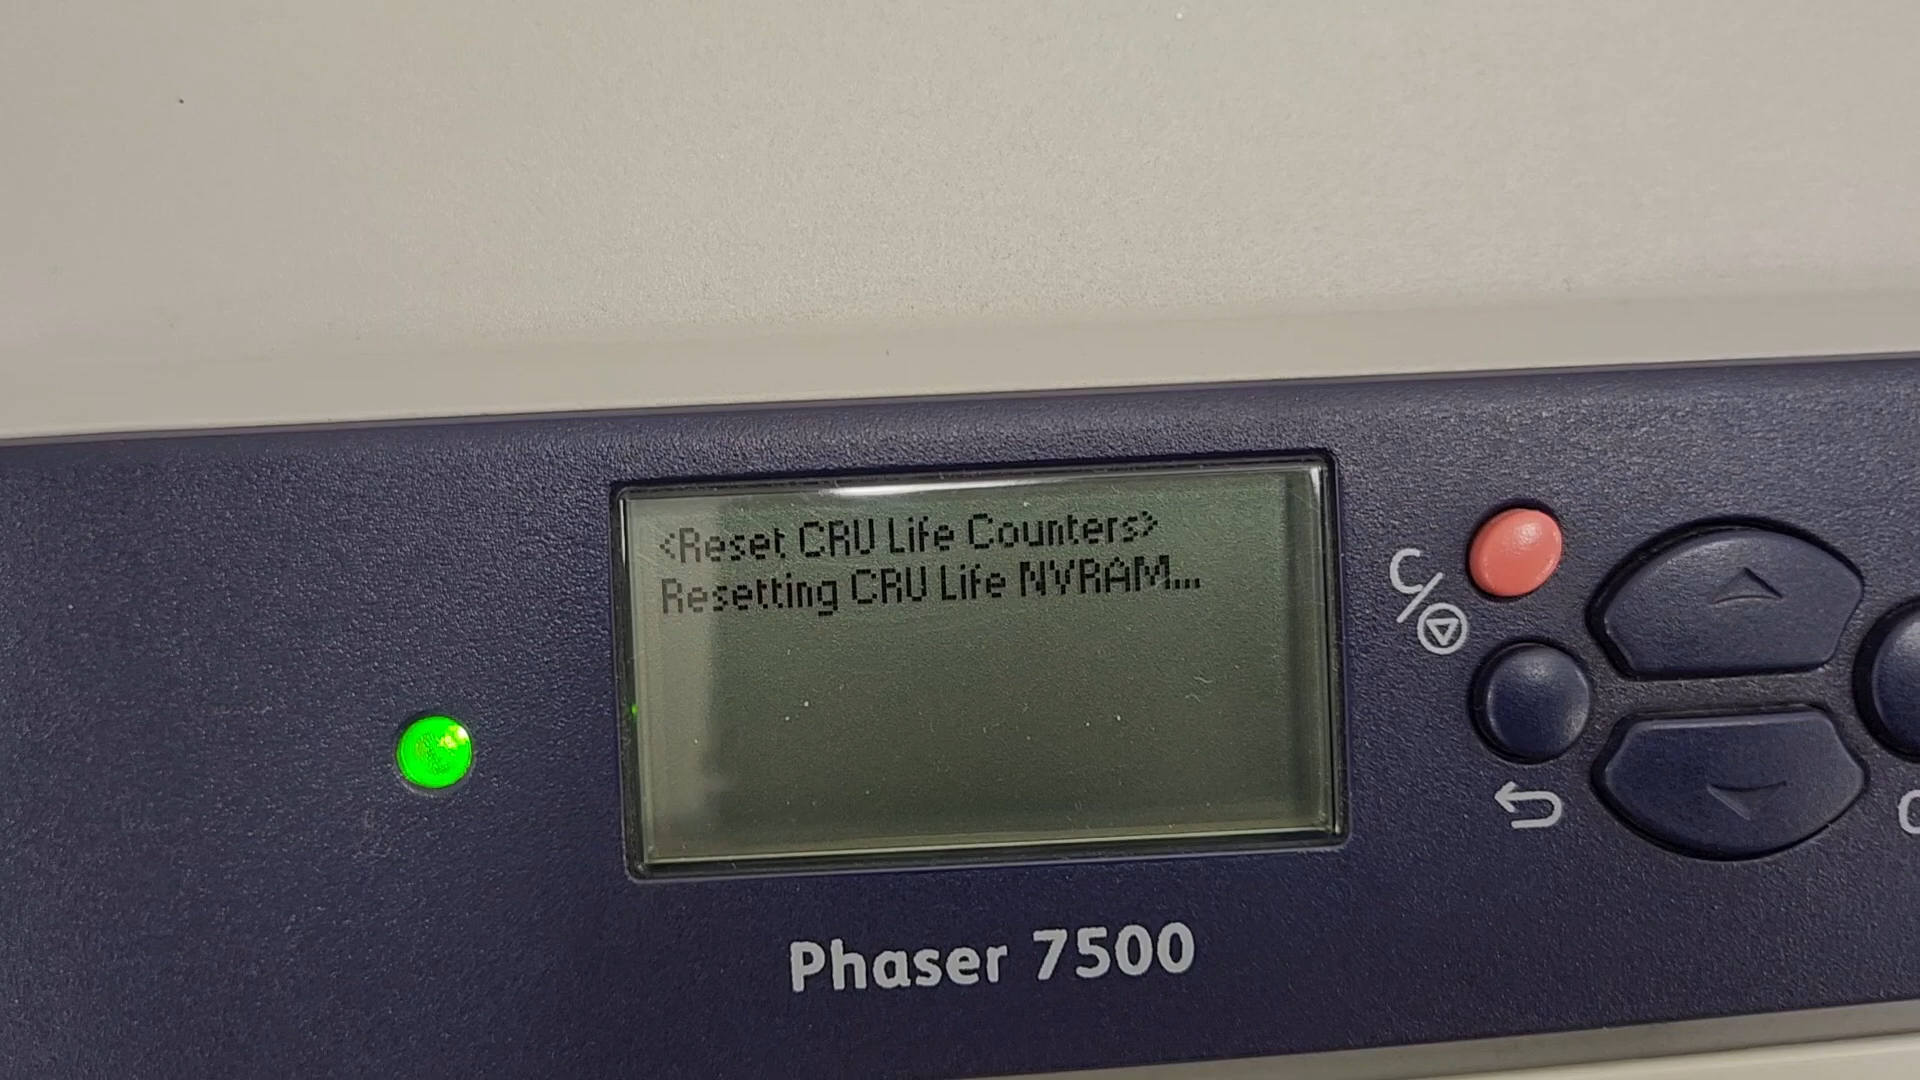 <Reset CRU Life Counters>
Resetting CRU Life NVRAM...
C/
Phaser 7500